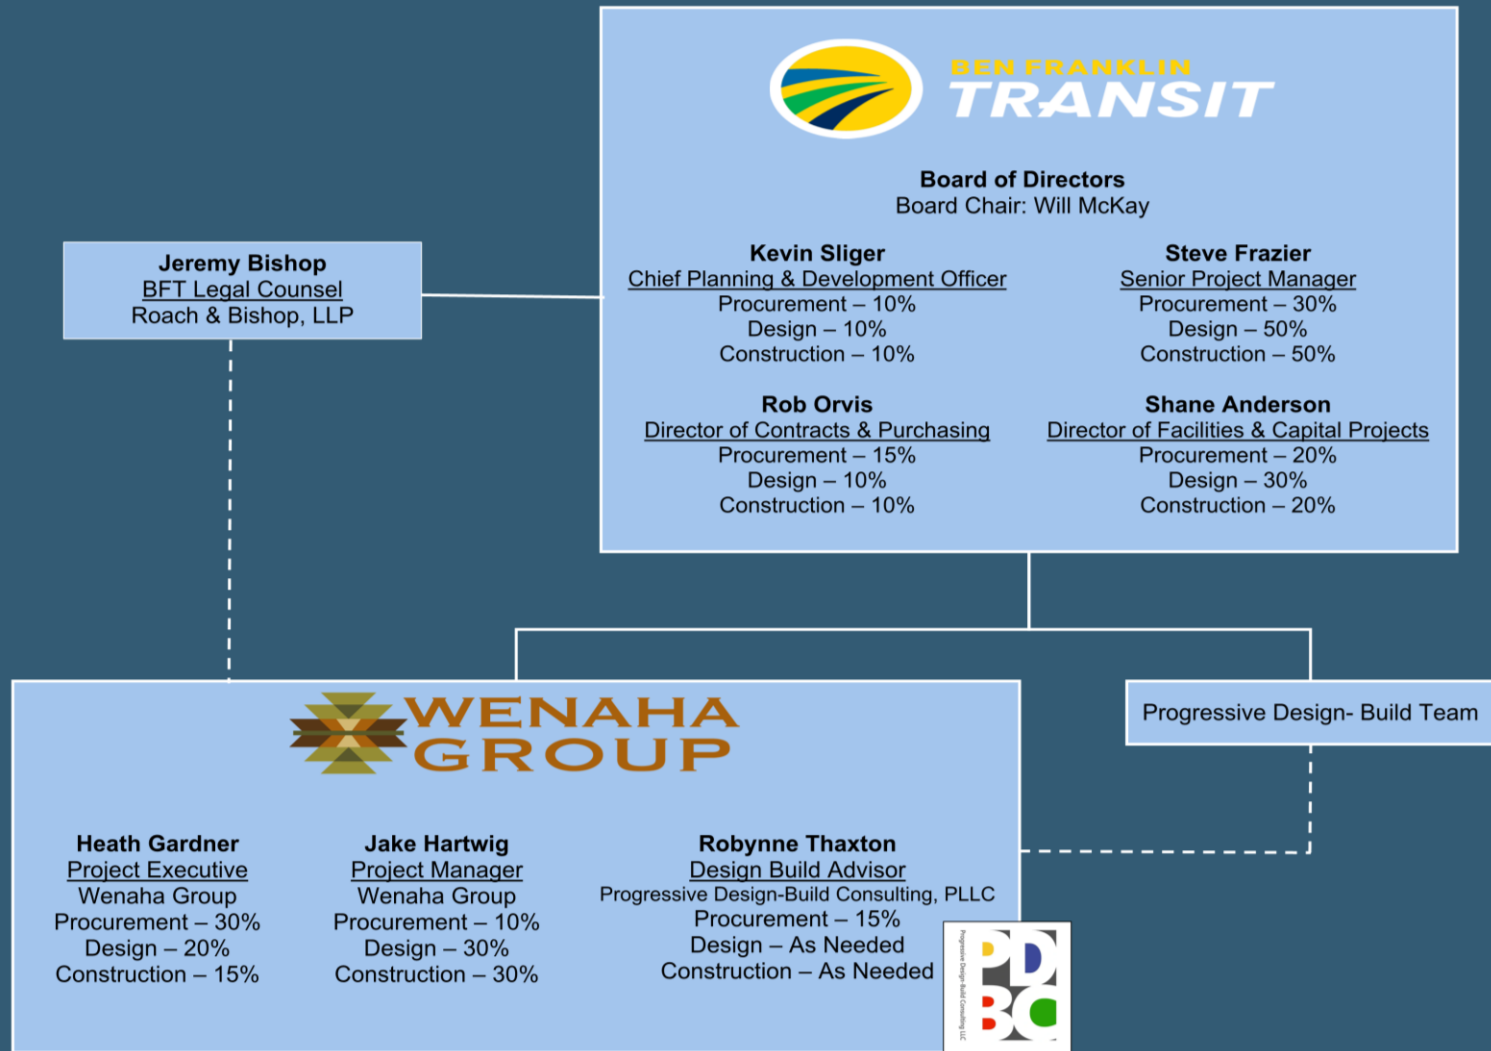 BEN FRANKLIN
TRANSIT
Board of Directors
Board Chair: Will McKay
Kevin Sliger
Chief Planning & Development Officer
Procurement – 10%
Design – 10%
Construction – 10%
Steve Frazier
Senior Project Manager
Procurement – 30%
Design – 50%
Construction – 50%
Rob Orvis
Director of Contracts & Purchasing
Procurement – 15%
Design – 10%
Construction – 10%
Shane Anderson
Director of Facilities & Capital Projects
Procurement – 20%
Design – 30%
Construction – 20%
Jeremy Bishop
BFT Legal Counsel
Roach & Bishop, LLP
WENAHA
GROUP
Heath Gardner
Project Executive
Wenaha Group
Procurement – 30%
Design – 20%
Construction – 15%
Jake Hartwig
Project Manager
Wenaha Group
Procurement – 10%
Design – 30%
Construction – 30%
Robynne Thaxton
Design Build Advisor
Progressive Design-Build Consulting, PLLC
Procurement – 15%
Design – As Needed
Construction – As Needed
Progressive Design-Build Consulting LLC
PD
BC
Progressive Design- Build Team